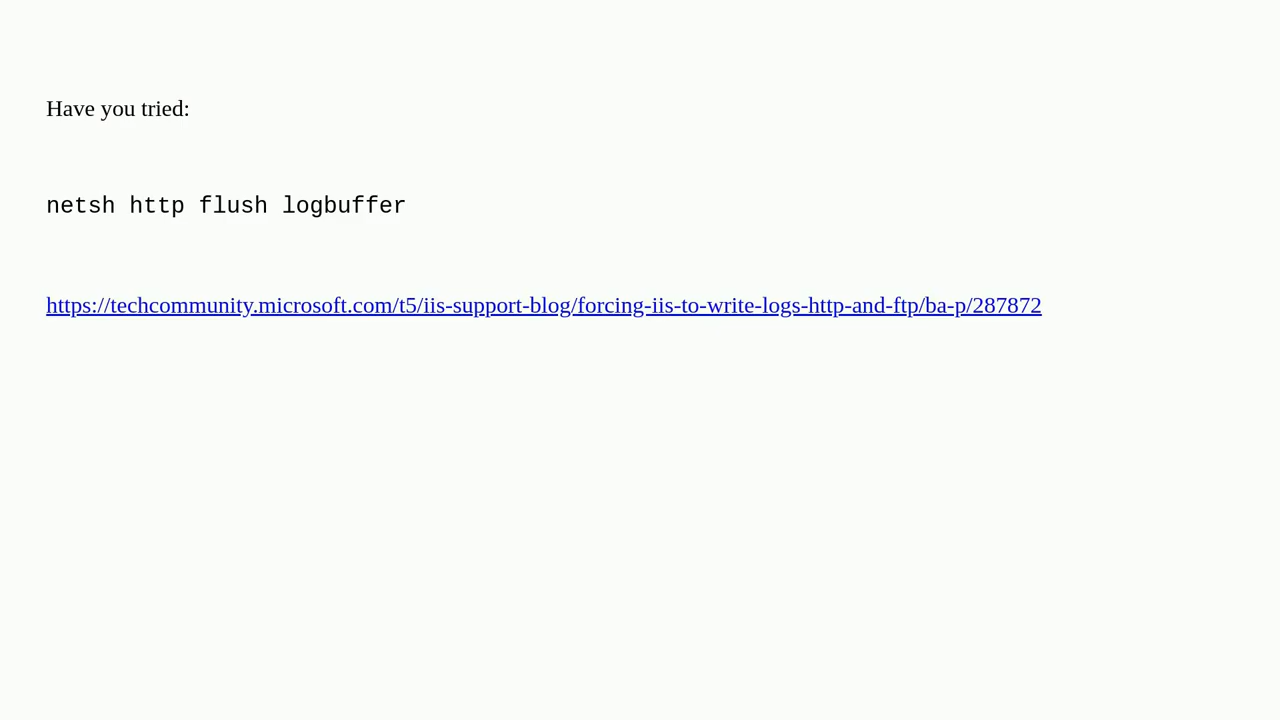 Have you tried:
netsh http flush logbuffer
https://techcommunity.microsoft.com/t5/iis-support-blog/forcing-iis-to-write-logs-http-and-ftp/ba-p/287872